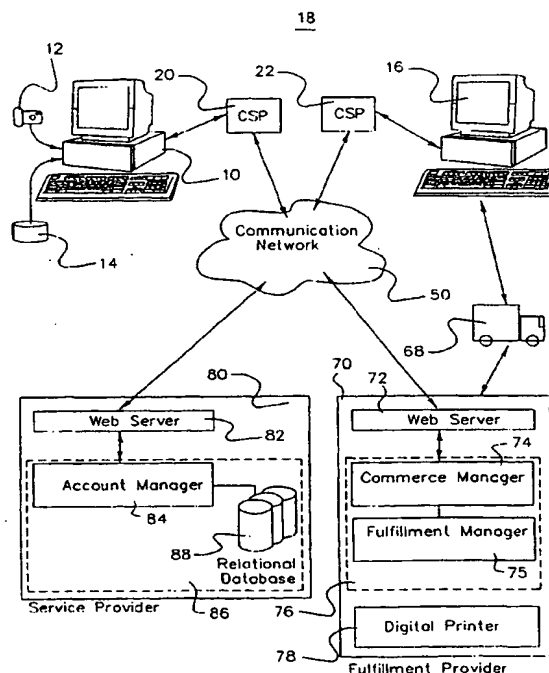 18
12
20
22
16
CSP
CSP
10
14
Communication
Network
50
68
80
70
72
Web Server
82
Web Server
74
Account Manager
84
Commerce Manager
88
Relational
Database
Fulfillment Manager
75
86
76
Service Provider
Digital Printer
78
Fulfillment Provider